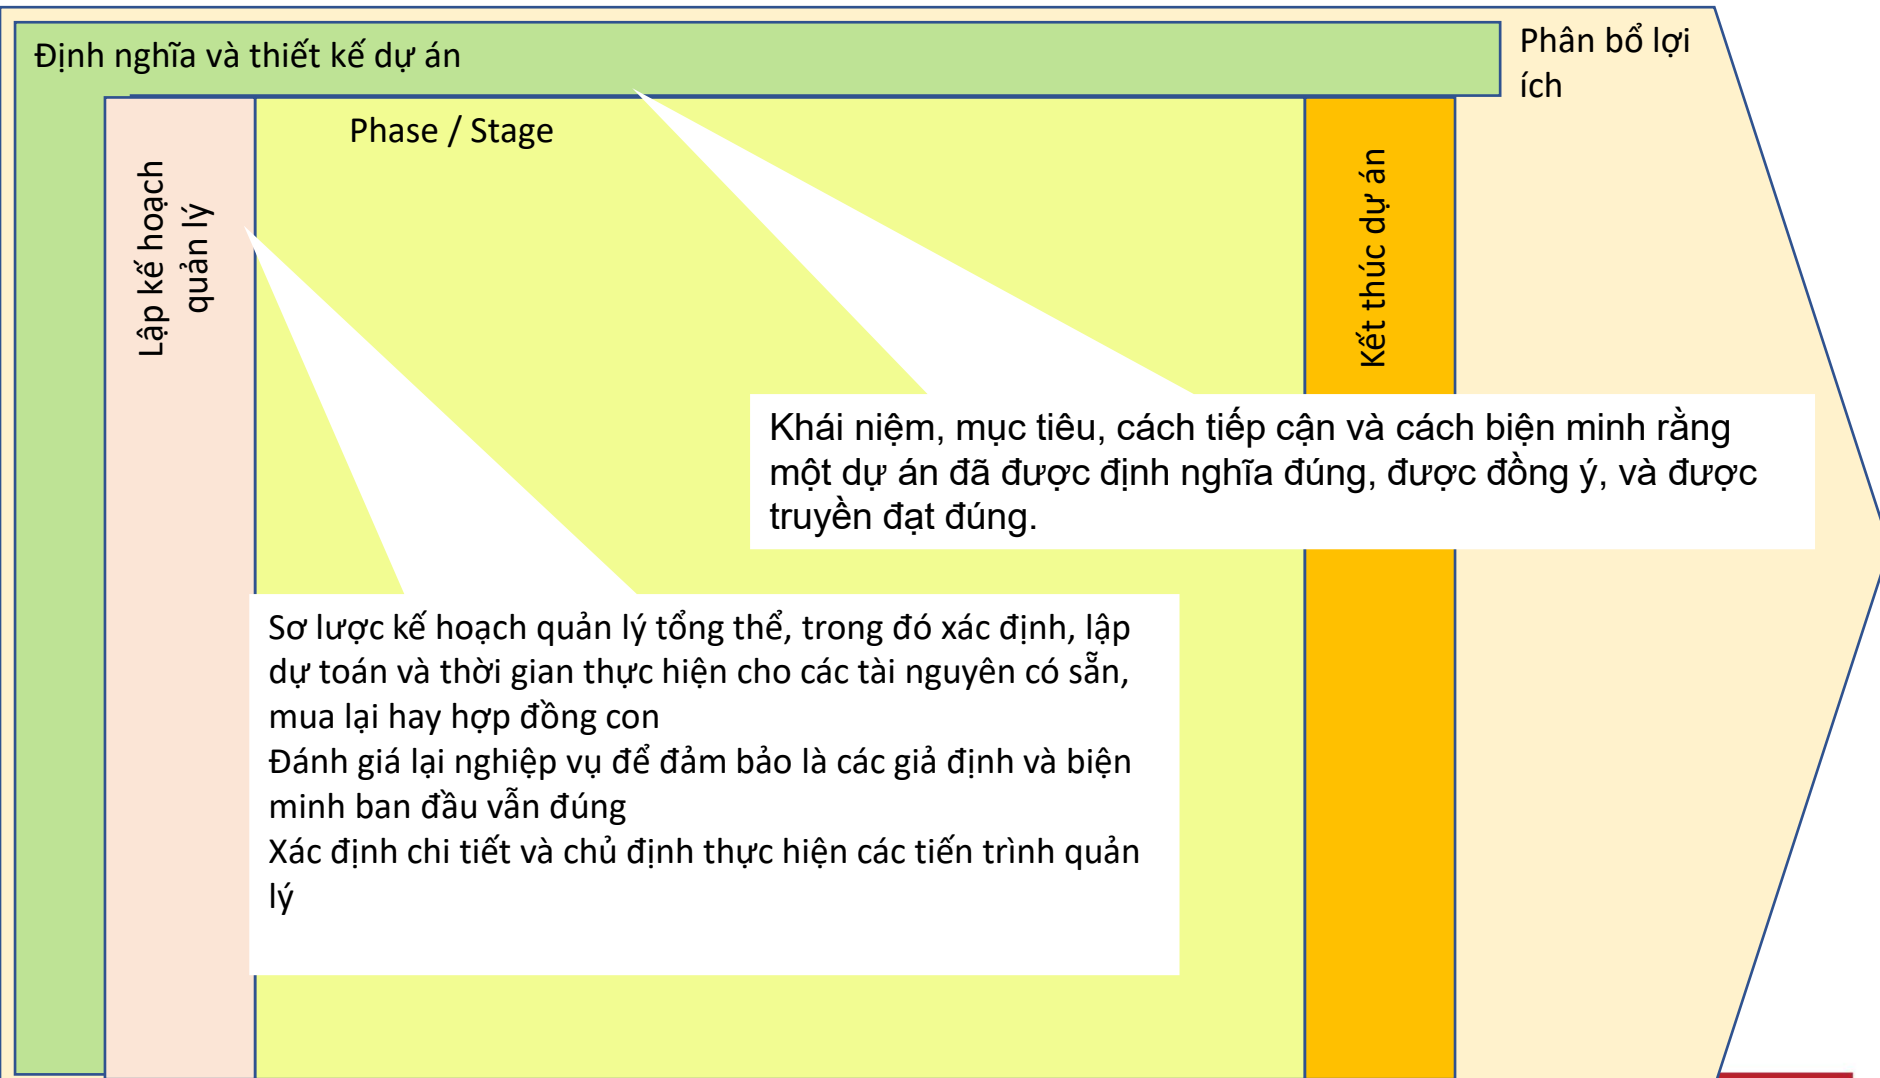 Định nghĩa và thiết kế dự án
Phân bổ lợi
ích
Phase / Stage
Lập kế hoạch
quản lý
Kết thúc dự án
Khái niệm, mục tiêu, cách tiếp cận và cách biện minh rằng
một dự án đã được định nghĩa đúng, được đồng ý, và được
truyền đạt đúng.
Sơ lược kế hoạch quản lý tổng thể, trong đó xác định, lập
dự toán và thời gian thực hiện cho các tài nguyên có sẵn,
mua lại hay hợp đồng con
Đánh giá lại nghiệp vụ để đảm bảo là các giả định và biện
minh ban đầu vẫn đúng
Xác định chi tiết và chủ định thực hiện các tiến trình quản
lý